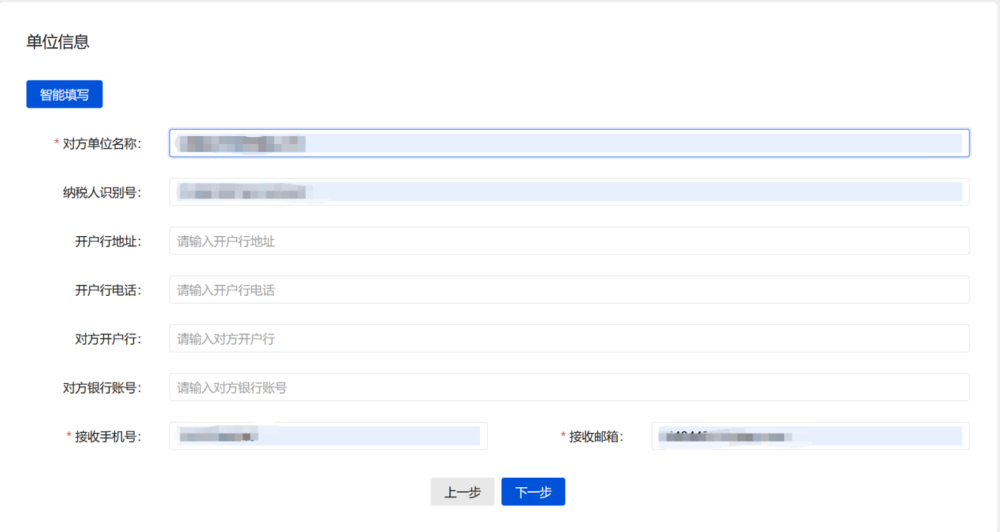 单位信息
智能填写
* 对方单位名称：
纳税人识别号：
开户行地址： 请输入开户行地址
开户行电话： 请输入开户行电话
对方开户行： 请输入对方开户行
对方银行账号： 请输入对方银行账号
* 接收手机号： * 接收邮箱：
上一步 下一步